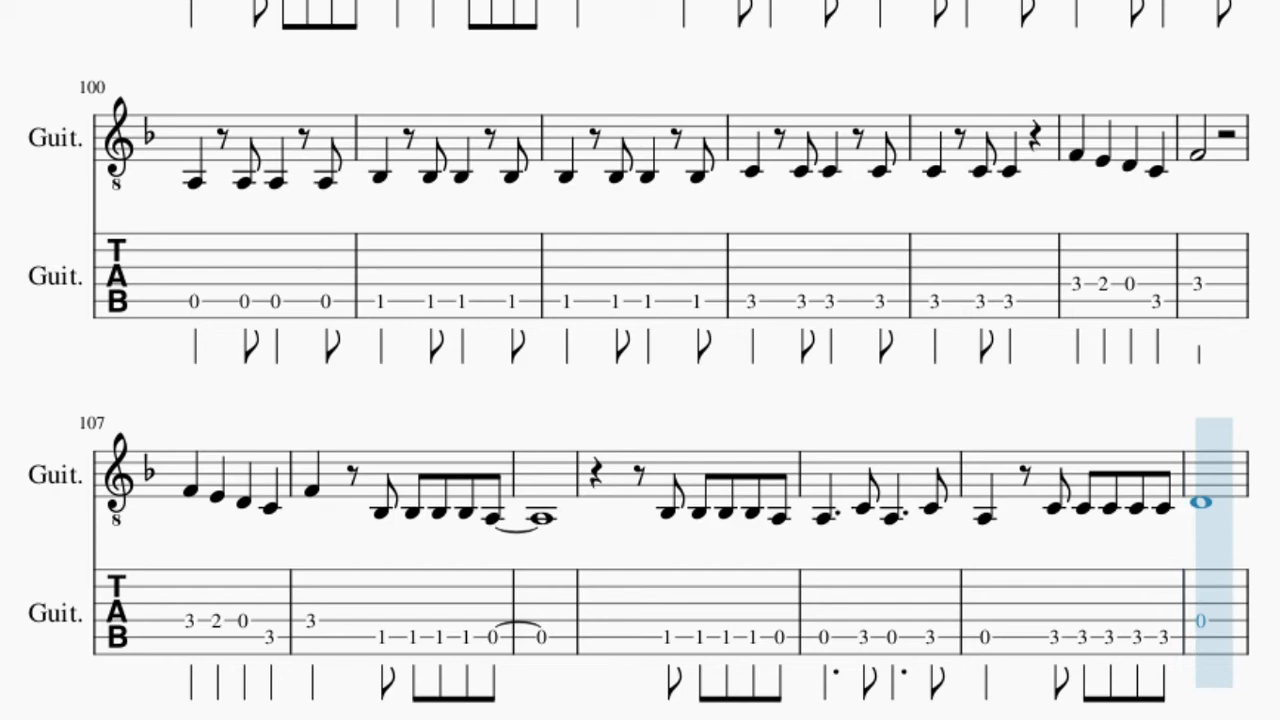 100
Guit.
8
T
A
B
Guit.
0 0 0 0 1 1 1 1 1 1 1 1 3 3 3 3 3 3 3 3 2 0 3 3
107
Guit.
8
T
A
B
Guit.
3 2 0 3 3 1 1 1 1 0 0 1 1 1 1 0 0 3 0 3 0 3 3 3 3 3 0